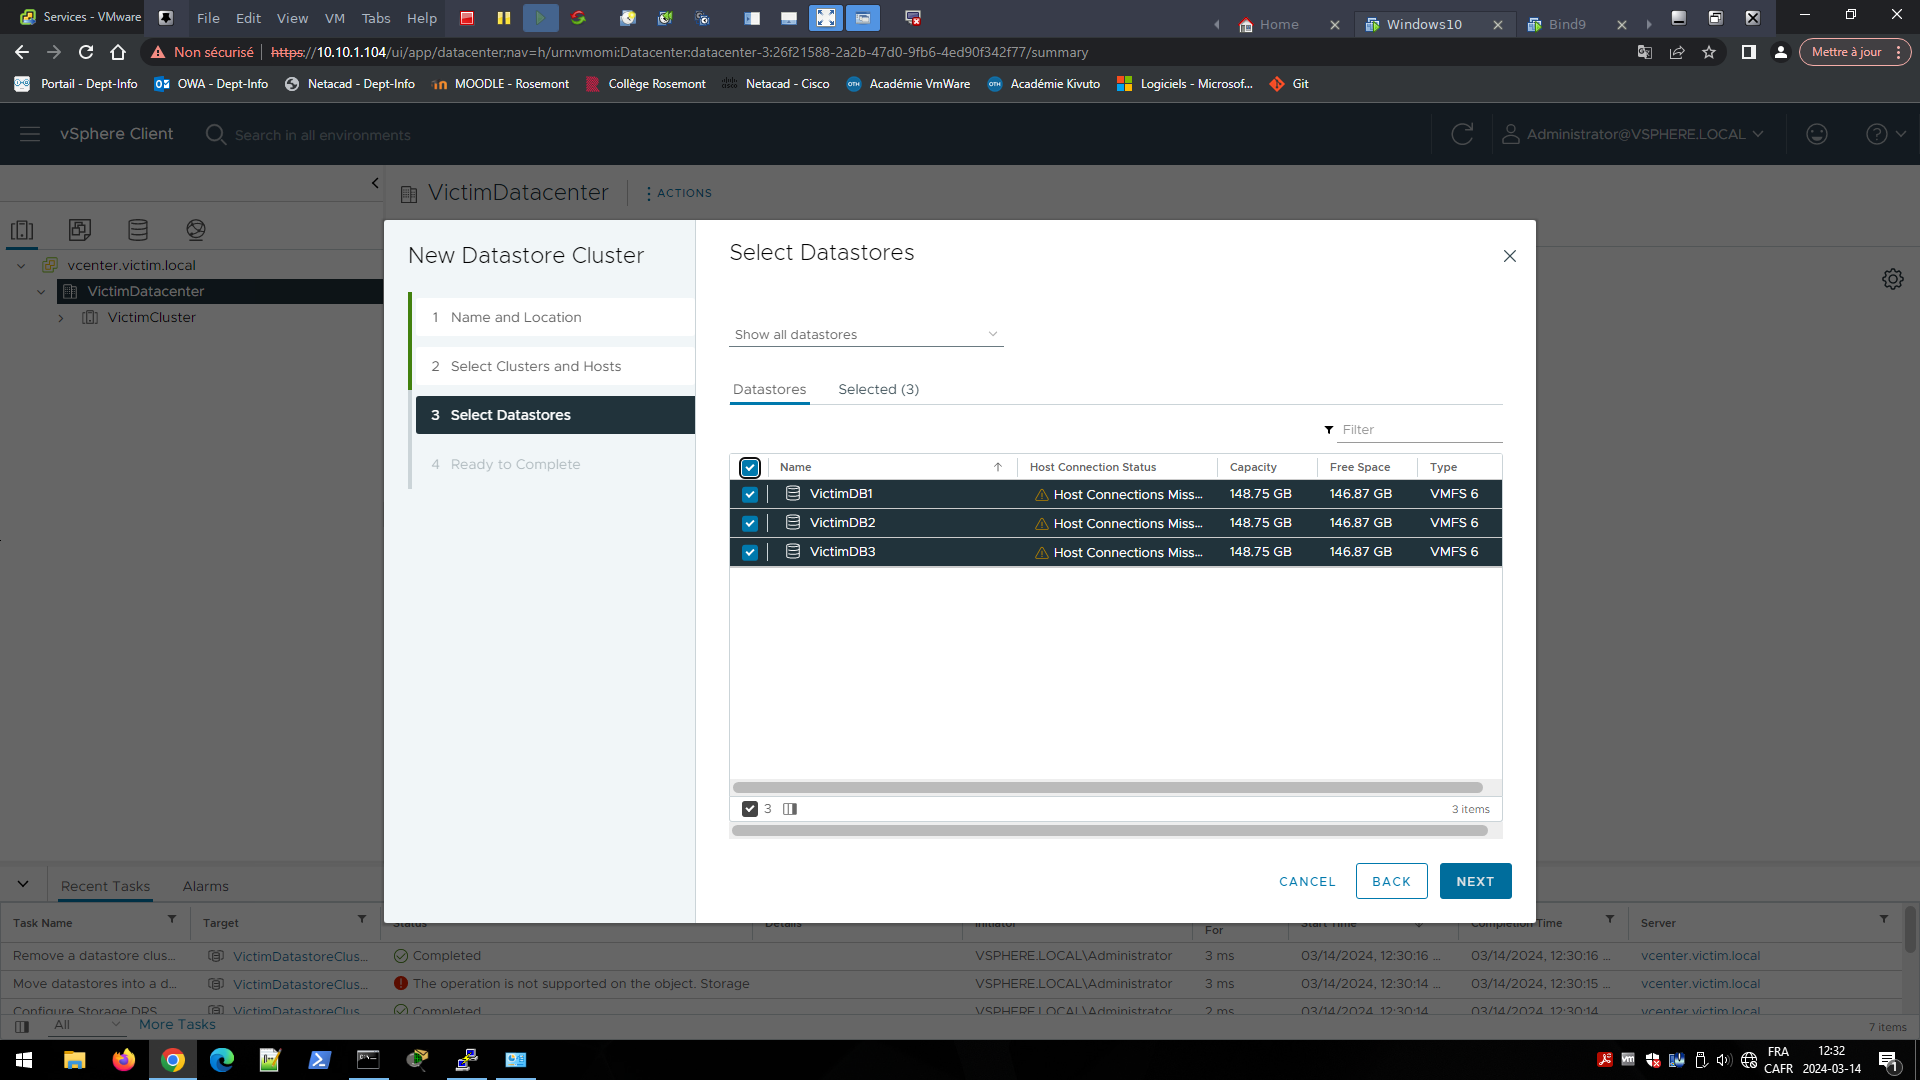 Services - VMware
File Edit View VM Tabs Help
Home
Windows10
Bind9
Non sécurisé
https://10.10.1.104/ui/app/datacenter;nav=h/urn:vmomi:Datacenter:datacenter-3:26f21588-2a2b-47d0-9fb6-4ed90f342f77/summary
Mettre à jour
Portail - Dept-Info
OWA - Dept-Info
Netacad - Dept-Info
MOODLE - Rosemont
Collège Rosemont
Netacad - Cisco
Académie VmWare
Académie Kivuto
Logiciels - Microsof...
Git
vSphere Client
Search in all environments
Administrator@VSPHERE.LOCAL
VictimDatacenter
ACTIONS
vcenter.victim.local
VictimDatacenter
VictimCluster
New Datastore Cluster
1 Name and Location
2 Select Clusters and Hosts
3 Select Datastores
4 Ready to Complete
Select Datastores
Show all datastores
Datastores
Selected (3)
Filter
Name Host Connection Status Capacity Free Space Type
VictimDB1 Host Connections Miss... 148.75 GB 146.87 GB VMFS 6
VictimDB2 Host Connections Miss... 148.75 GB 146.87 GB VMFS 6
VictimDB3 Host Connections Miss... 148.75 GB 146.87 GB VMFS 6
3
3 items
CANCEL
BACK
NEXT
Recent Tasks
Alarms
Task Name Target Status Details Initiator For Start Time Completion Time Server
Remove a datastore clus... VictimDatastoreClus... Completed VSPHERE.LOCAL\Administrator 3 ms 03/14/2024, 12:30:16 ... 03/14/2024, 12:30:16 ... vcenter.victim.local
Move datastores into a d... VictimDatastoreClus... The operation is not supported on the object. Storage VSPHERE.LOCAL\Administrator 3 ms 03/14/2024, 12:30:14 ... 03/14/2024, 12:30:15 ... vcenter.victim.local
Configure Storage DRS VictimDatastoreClus Completed VSPHERE.LOCAL\Administrator 2 ms 03/14/2024, 12:30:14 03/14/2024, 12:30:14 vcenter.victim.local
All
More Tasks
7 items
FRA
CAFR
12:32
2024-03-14
1